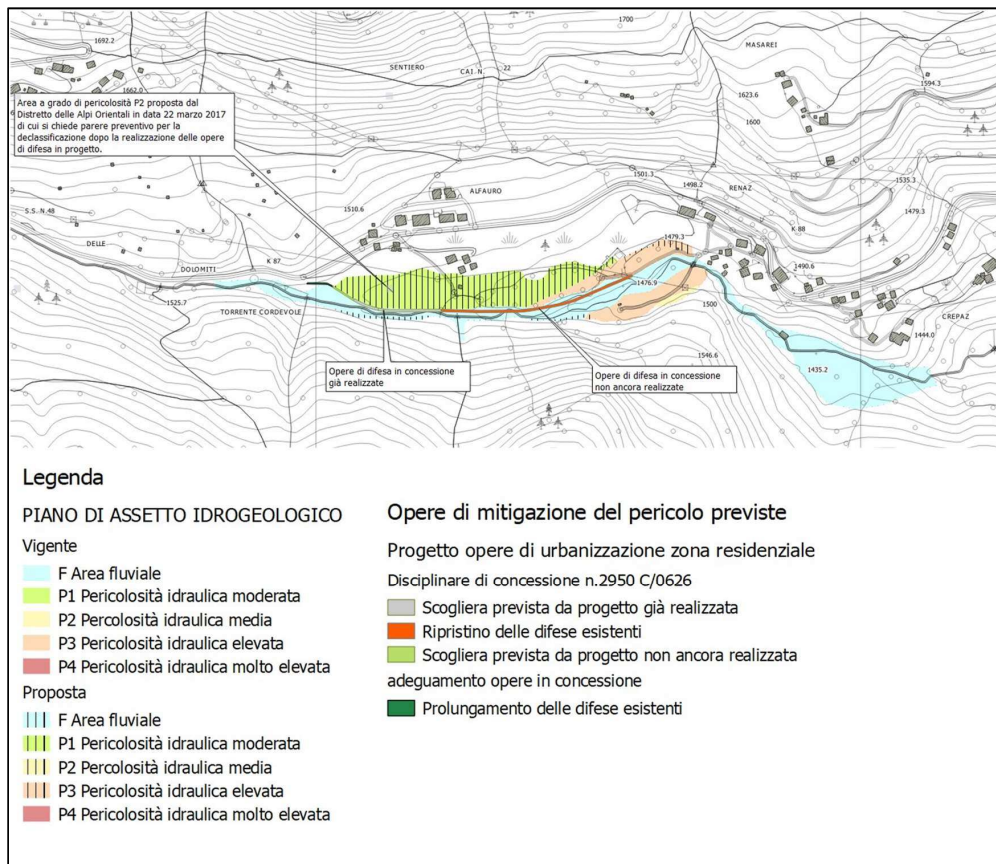 1700
1692.2
MASAREI
SENTIERO
CAI N. 22
1594.3
1662.0
1623.6
Area a grado di pericolosità P2 proposta dal
Distretto delle Alpi Orientali in data 22 marzo 2017
di cui si chiede parere preventivo per la
declassificazione dopo la realizzazione delle opere
di difesa in progetto.
1600
1501.3
1498.2
RENAZ
1535.3
ALFAURO
1510.6
1479.3
S.S. N.48
K 88
1479.3
DELLE
K 87
DOLOMITI
1490.6
1476.9
1525.7
1500
TORRENTE CORDEVOLE
CREPAZ
1444.0
1546.6
Opere di difesa in concessione
già realizzate
Opere di difesa in concessione
non ancora realizzate
1435.2
Legenda
PIANO DI ASSETTO IDROGEOLOGICO
Vigente
F Area fluviale
P1 Pericolosità idraulica moderata
P2 Percolosità idraulica media
P3 Pericolosità idraulica elevata
P4 Pericolosità idraulica molto elevata
Proposta
F Area fluviale
P1 Pericolosità idraulica moderata
P2 Percolosità idraulica media
P3 Pericolosità idraulica elevata
P4 Pericolosità idraulica molto elevata
Opere di mitigazione del pericolo previste
Progetto opere di urbanizzazione zona residenziale
Disciplinare di concessione n.2950 C/0626
Scogliera prevista da progetto già realizzata
Ripristino delle difese esistenti
Scogliera prevista da progetto non ancora realizzata
adeguamento opere in concessione
Prolungamento delle difese esistenti